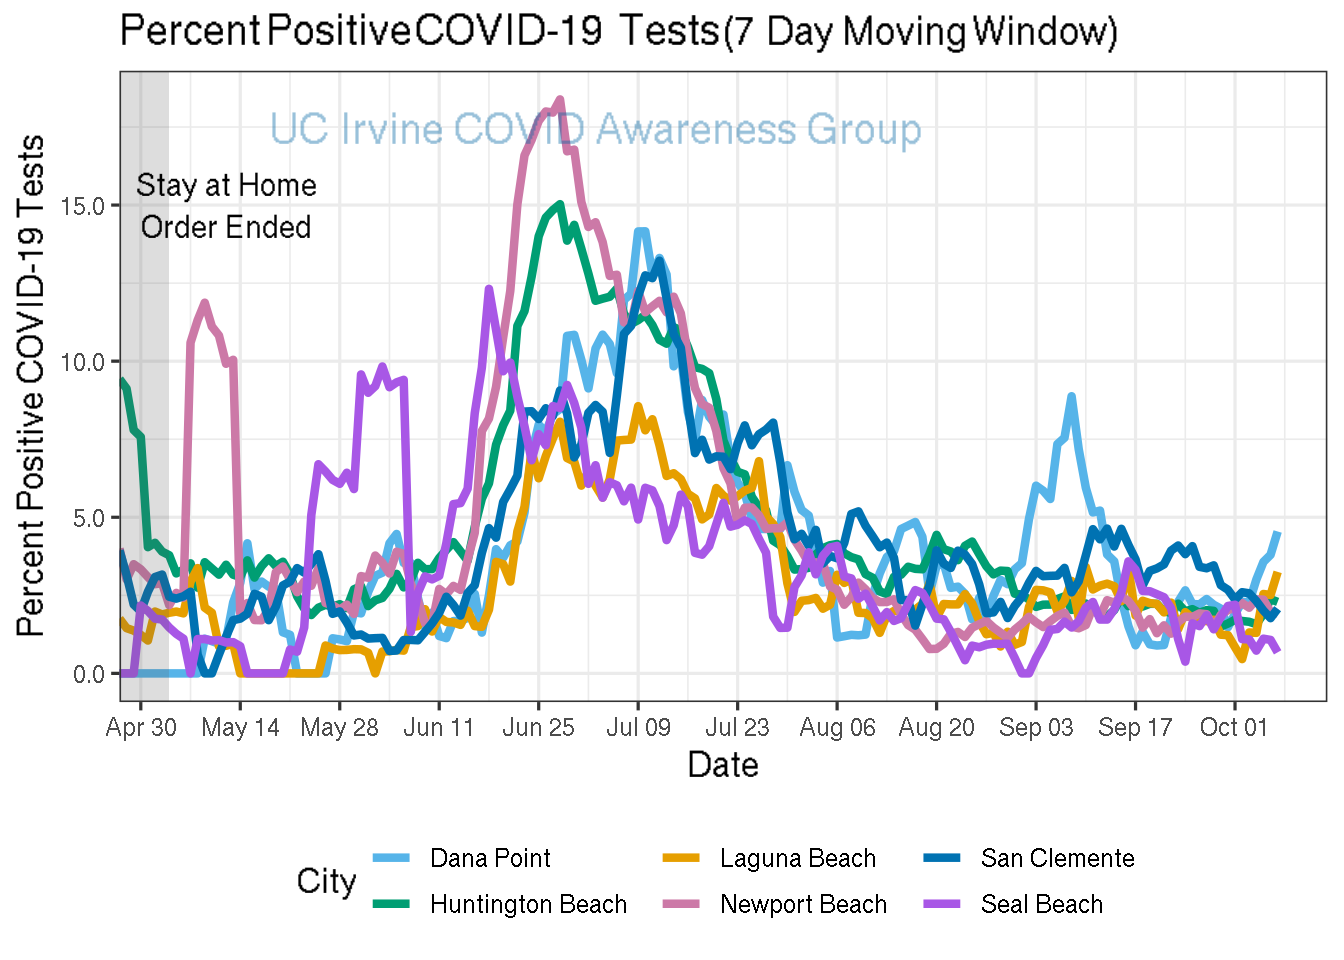 Percent Positive COVID-19 Tests (7 Day Moving Window)
UC Irvine COVID Awareness Group
Stay at Home
Order Ended
Percent Positive COVID-19 Tests
15.0
10.0
5.0
0.0
Apr 30 May 14 May 28 Jun 11 Jun 25 Jul 09 Jul 23 Aug 06 Aug 20 Sep 03 Sep 17 Oct 01
Date
City
Dana Point Laguna Beach San Clemente
Huntington Beach Newport Beach Seal Beach